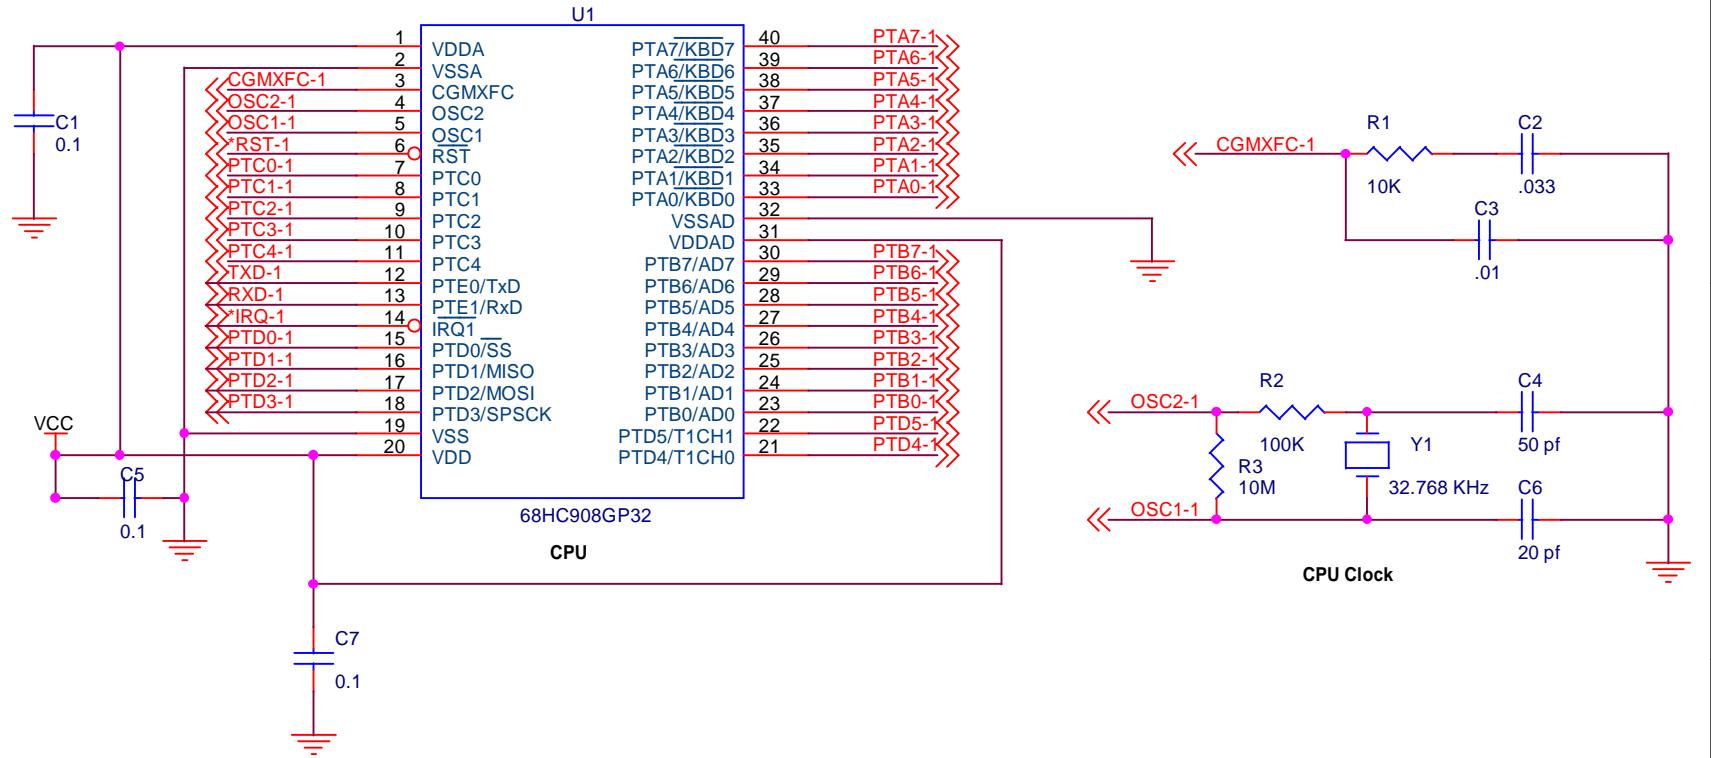 U1
1 VDDA
2 VSSA
CGMXFC-1 3 CGMXFC
OSC2-1 4 OSC2
OSC1-1 5 OSC1
*RST-1 6 RST
PTC0-1 7 PTC0
PTC1-1 8 PTC1
PTC2-1 9 PTC2
PTC3-1 10 PTC3
PTC4-1 11 PTC4
TXD-1 12 PTE0/TxD
RXD-1 13 PTE1/RxD
*IRQ-1 14 IRQ1
PTD0-1 15 PTD0/SS
PTD1-1 16 PTD1/MISO
PTD2-1 17 PTD2/MOSI
PTD3-1 18 PTD3/SPSCK
19 VSS
20 VDD
PTA7/KBD7 40 PTA7-1
PTA6/KBD6 39 PTA6-1
PTA5/KBD5 38 PTA5-1
PTA4/KBD4 37 PTA4-1
PTA3/KBD3 36 PTA3-1
PTA2/KBD2 35 PTA2-1
PTA1/KBD1 34 PTA1-1
PTA0/KBD0 33 PTA0-1
VSSAD 32
VDDAD 31
PTB7/AD7 30 PTB7-1
PTB6/AD6 29 PTB6-1
PTB5/AD5 28 PTB5-1
PTB4/AD4 27 PTB4-1
PTB3/AD3 26 PTB3-1
PTB2/AD2 25 PTB2-1
PTB1/AD1 24 PTB1-1
PTB0/AD0 23 PTB0-1
PTD5/T1CH1 22 PTD5-1
PTD4/T1CH0 21 PTD4-1
68HC908GP32
CPU
C1
0.1
VCC
C5
0.1
C7
0.1
CGMXFC-1
R1
10K
C2
.033
C3
.01
OSC2-1
R2
100K
C4
50 pf
R3
10M
Y1
32.768 KHz
OSC1-1
C6
20 pf
CPU Clock